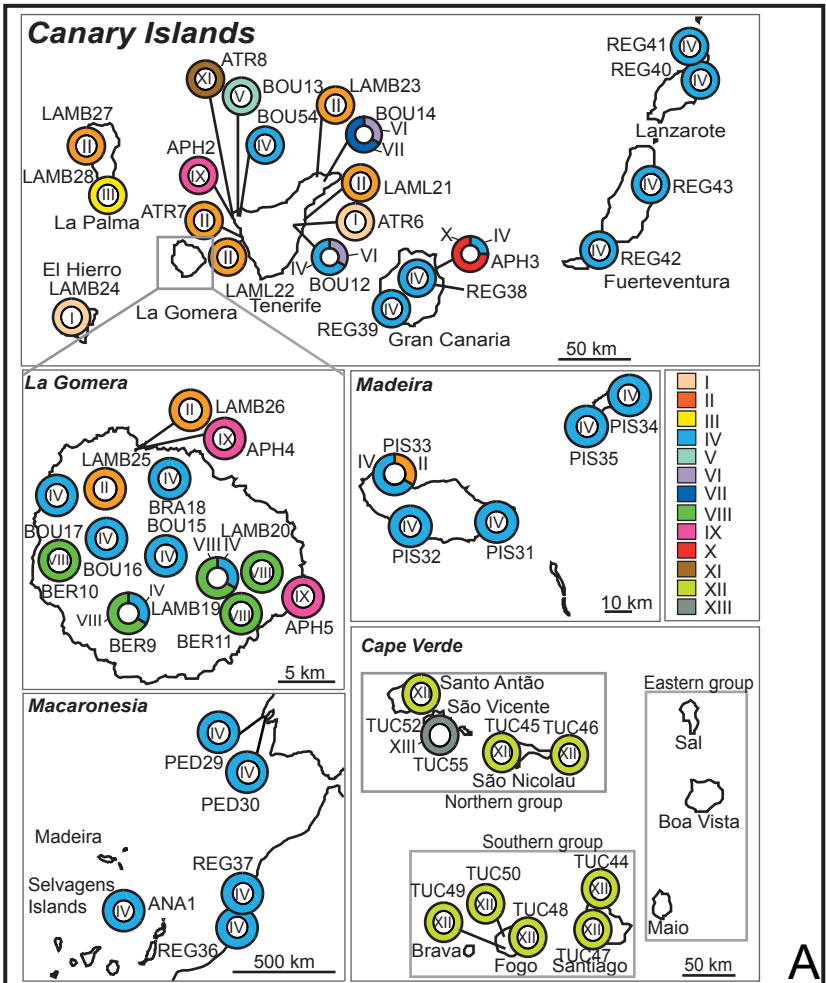 Canary Islands
ATR8
XI
BOU13
V
BOU54
IV
LAMB23
II
BOU14
VI
VII
REG41
IV
REG40
IV
Lanzarote
LAMB27
II
LAMB28
III
La Palma
APH2
IX
LAML21
II
ATR7
II
ATR6
I
REG43
IV
El Hierro
LAMB24
I
La Gomera
II
LAML22
Tenerife
IV
VI
BOU12
X
IV
APH3
IV
REG38
REG39
IV
Gran Canaria
REG42
IV
Fuerteventura
50 km
La Gomera
II
LAMB26
IX
APH4
LAMB25
II
IV
BRA18
IV
BOU17
BOU15
IV
IV
BOU16
VIII
BER10
LAMB20
VIII
VIII
IV
LAMB19
VIII
IV
BER9
VIII
BER11
IX
APH5
5 km
Madeira
IV
PIS34
IV
PIS35
PIS33
IV
II
IV
PIS32
IV
PIS31
10 km
I
II
III
IV
V
VI
VII
VIII
IX
X
XI
XII
XIII
Macaronesia
IV
PED29
IV
PED30
Madeira
Selvagens
Islands
IV
ANA1
REG37
IV
IV
REG36
500 km
Cape Verde
XII
Santo Antão
São Vicente
TUC52
XIII
TUC55
TUC45
XII
TUC46
XII
São Nicolau
Northern group
Eastern group
Sal
Boa Vista
Maio
Southern group
TUC44
XII
TUC50
XII
TUC49
XII
TUC48
XII
XII
TUC47
Brava
Fogo
Santiago
50 km
A